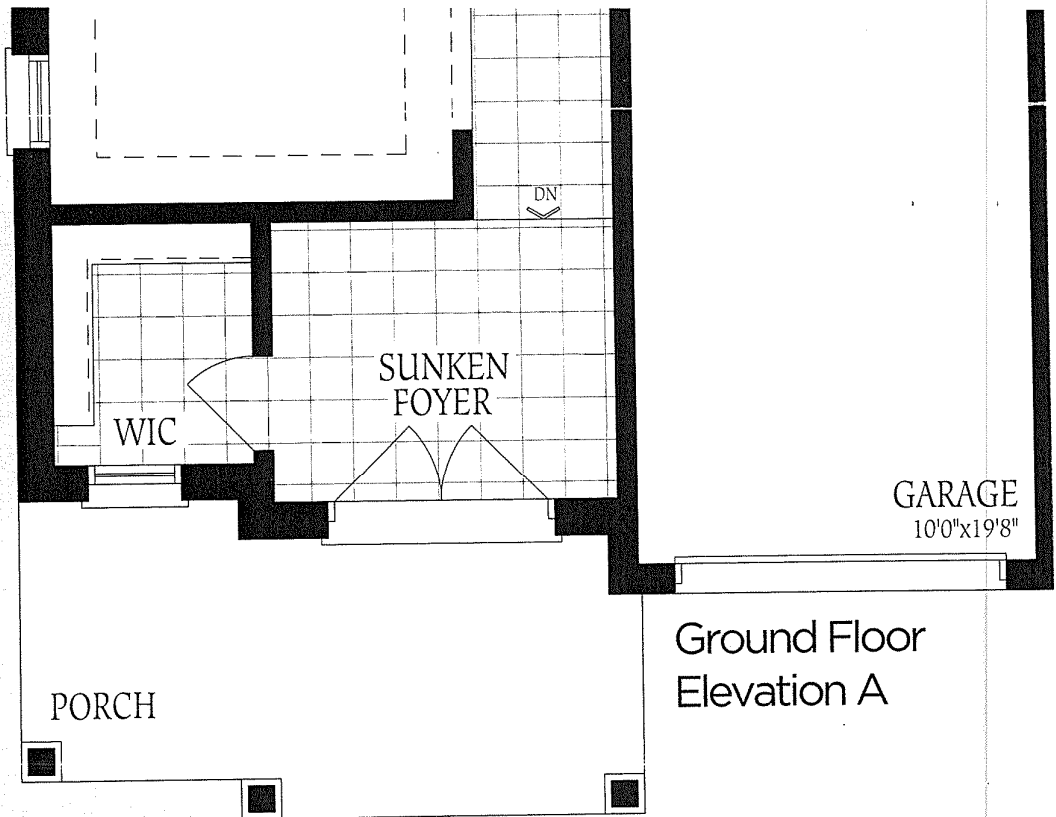 DN
SUNKEN
FOYER
WIC
GARAGE
10'0"x19'8"
Ground Floor
Elevation A
PORCH